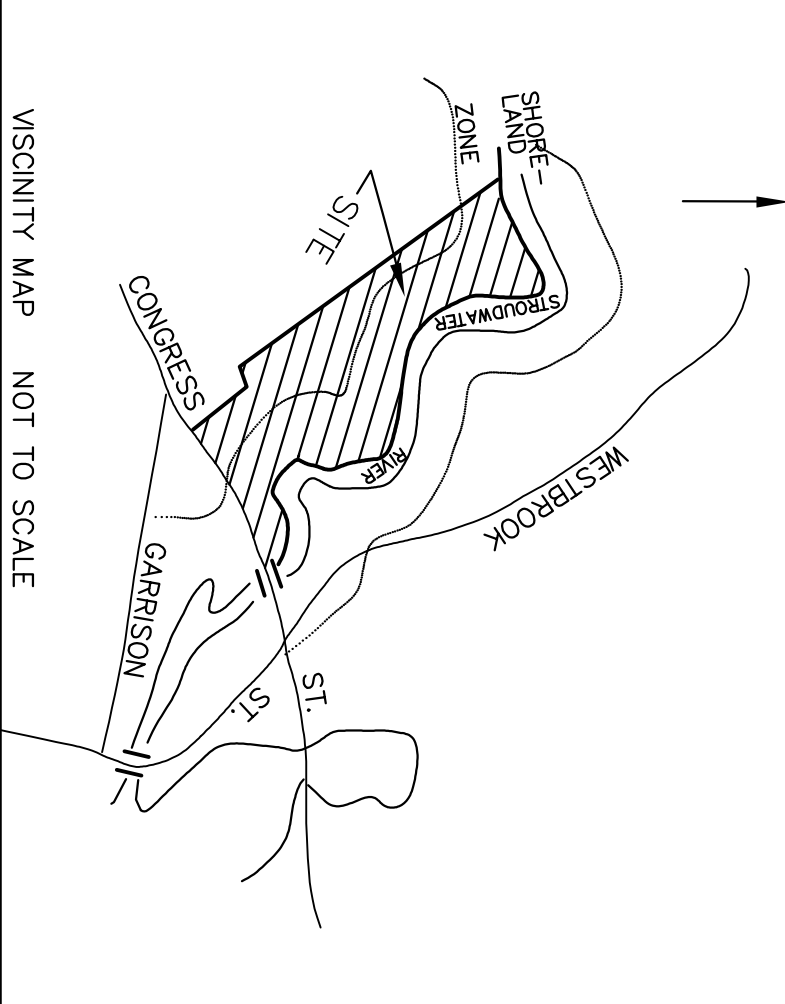 SHORE-
LAND
ZONE
SITE
STROUDWATER
RIVER
WESTBROOK
ST.
CONGRESS
ST.
GARRISON
VISCINITY MAP NOT TO SCALE